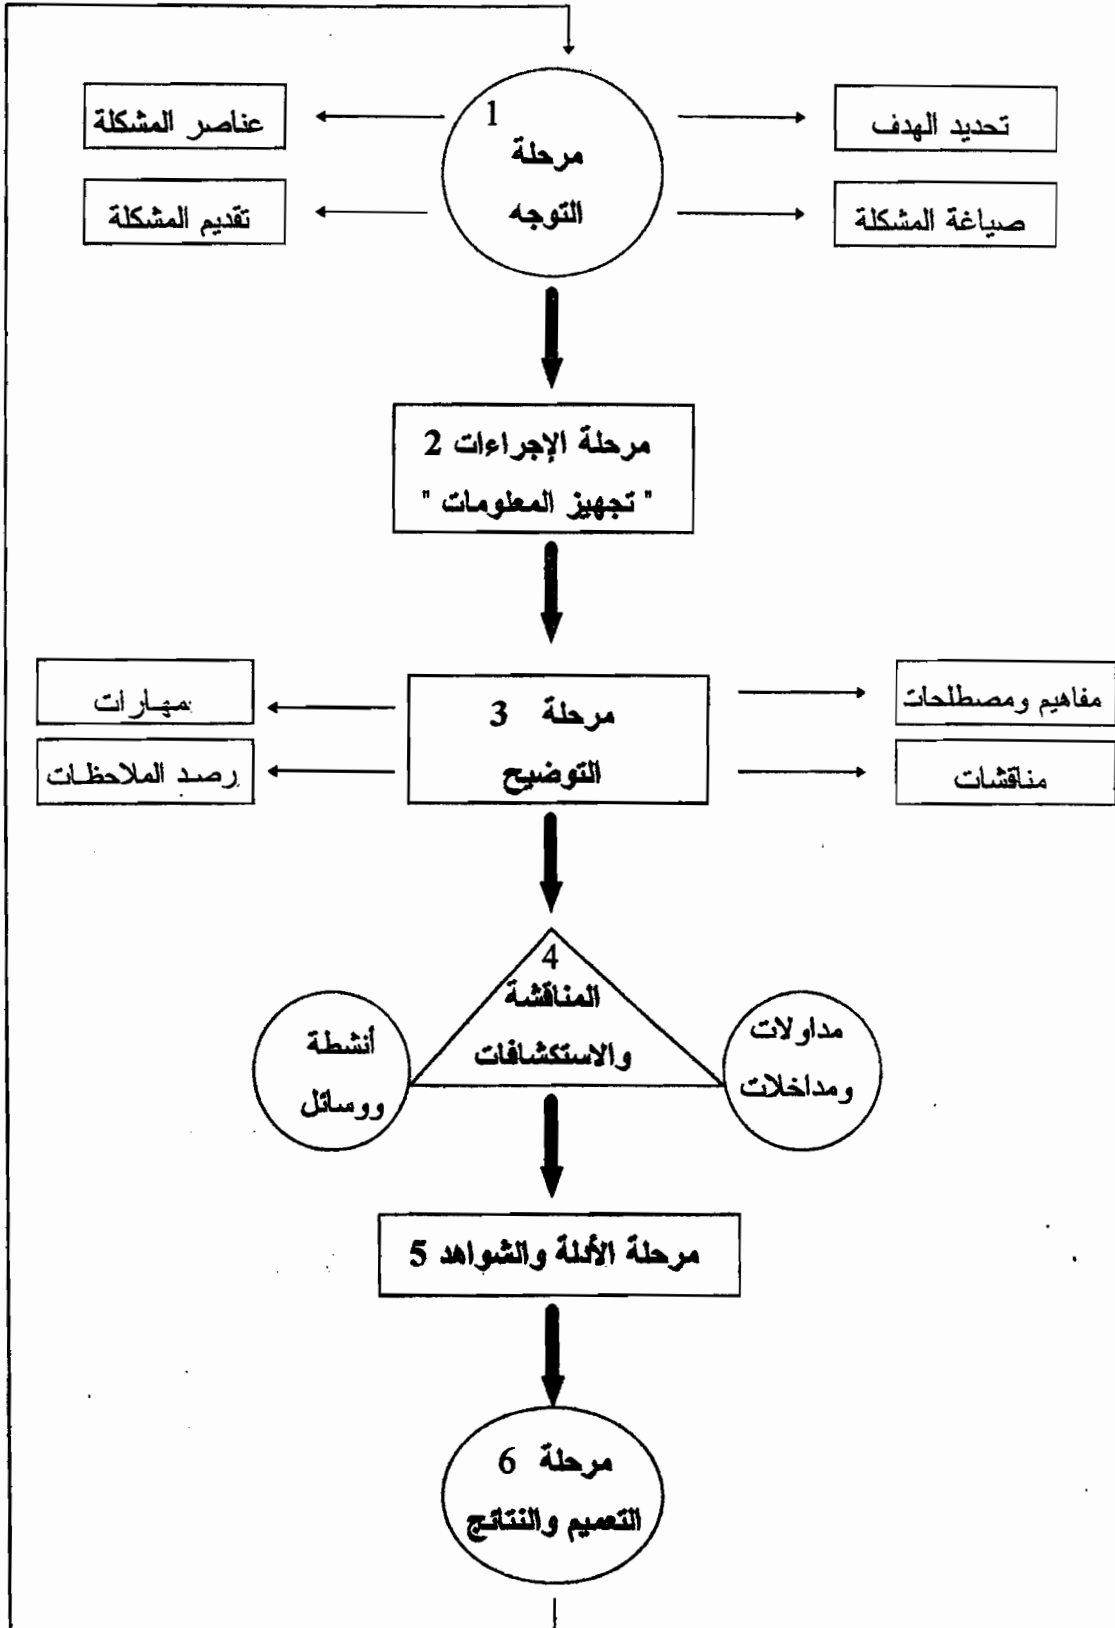 1
مرحلة
التوجه
تحديد الهدف
صياغة المشكلة
عناصر المشكلة
تقديم المشكلة
مرحلة الإجراءات 2
" تجهيز المعلومات "
مرحلة 3
التوضيح
مفاهيم ومصطلحات
مناقشات
مهارات
رصد الملاحظات
4
المناقشة
والاستكشافات
مداولات
ومداخلات
أنشطة
ووسائل
مرحلة الأدلة والشواهد 5
مرحلة 6
التعميم والنتائج